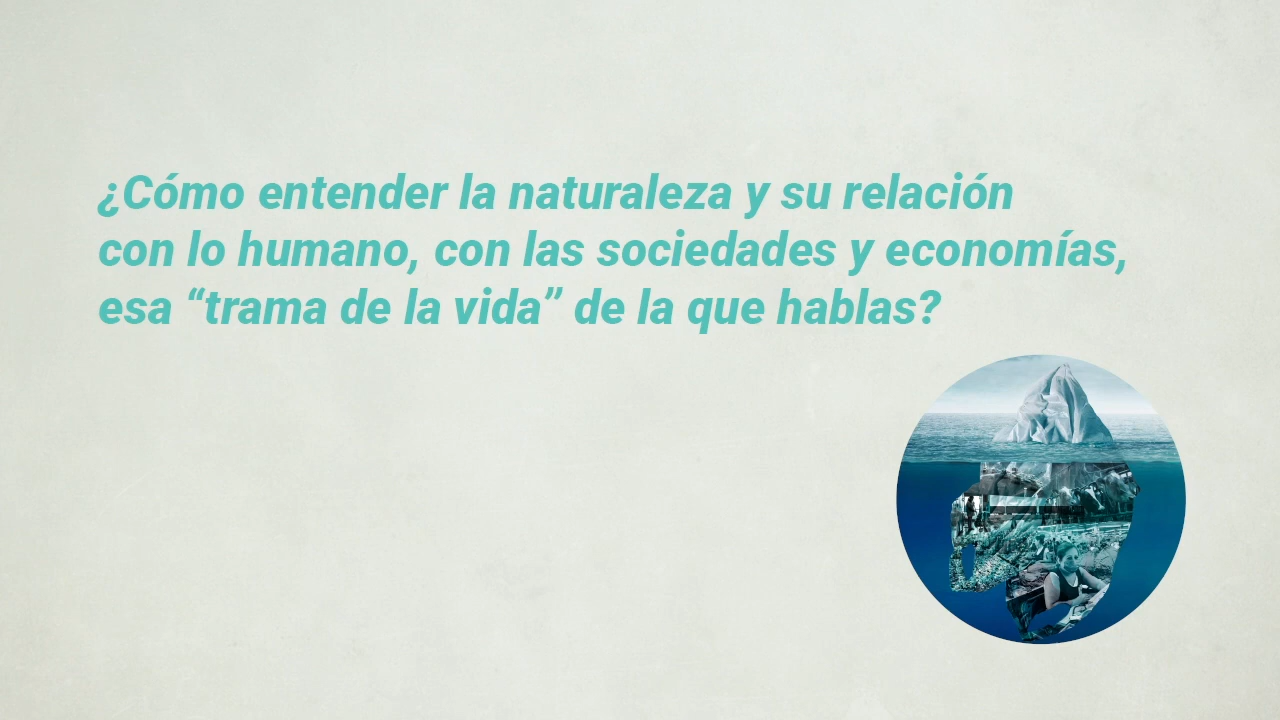 ¿Cómo entender la naturaleza y su relación
con lo humano, con las sociedades y economías,
esa “trama de la vida” de la que hablas?